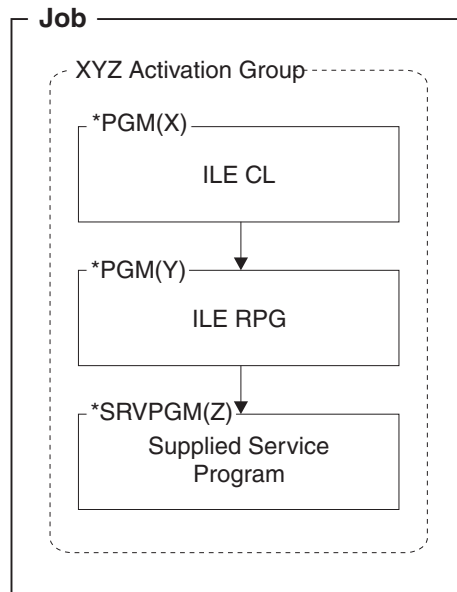 Job
XYZ Activation Group
*PGM(X)
ILE CL
*PGM(Y)
ILE RPG
*SRVPGM(Z)
Supplied Service
Program